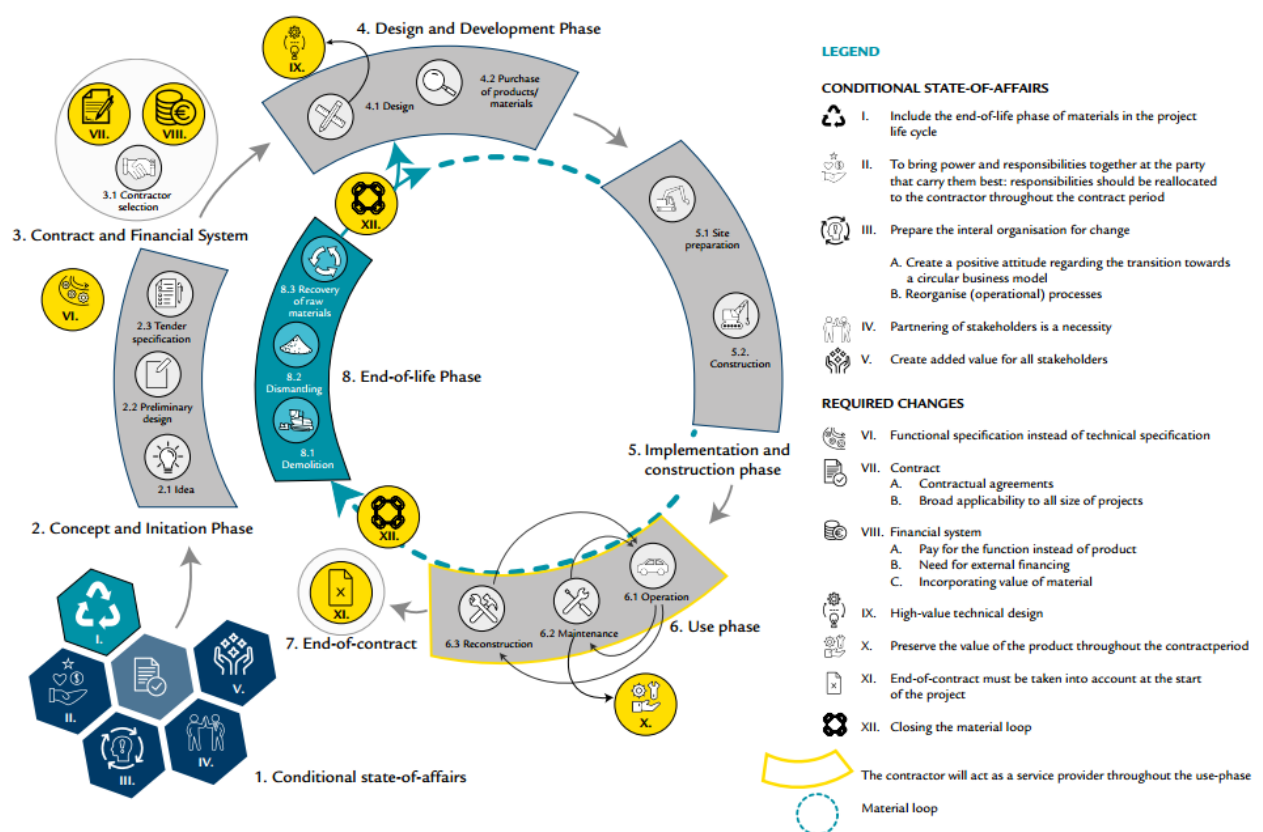 4. Design and Development Phase
IX.
4.1 Design
4.2 Purchase
of products/
materials
VII.
VIII.
3.1 Contractor
selection
3. Contract and Financial System
VI.
2.3 Tender
specification
2.2 Preliminary
design
2.1 Idea
2. Concept and Initation Phase
XII.
8.3 Recovery
of raw
materials
8.2
Dismantling
8.1
Demolition
8. End-of-life Phase
5.1 Site
preparation
5.2.
Construction
5. Implementation and
construction phase
XII.
XI.
7. End-of-contract
6.1 Operation
6.2 Maintenance
6.3 Reconstruction
6. Use phase
X.
I.
II.
III.
IV.
V.
1. Conditional state-of-affairs
LEGEND
CONDITIONAL STATE-OF-AFFAIRS
I. Include the end-of-life phase of materials in the project
life cycle
II. To bring power and responsibilities together at the party
that carry them best: responsibilities should be reallocated
to the contractor throughout the contract period
III. Prepare the interal organisation for change
A. Create a positive attitude regarding the transition towards
a circular business model
B. Reorganise (operational) processes
IV. Partnering of stakeholders is a necessity
V. Create added value for all stakeholders
REQUIRED CHANGES
VI. Functional specification instead of technical specification
VII. Contract
A. Contractual agreements
B. Broad applicability to all size of projects
VIII. Financial system
A. Pay for the function instead of product
B. Need for external financing
C. Incorporating value of material
IX. High-value technical design
X. Preserve the value of the product throughout the contractperiod
XI. End-of-contract must be taken into account at the start
of the project
XII. Closing the material loop
The contractor will act as a service provider throughout the use-phase
Material loop